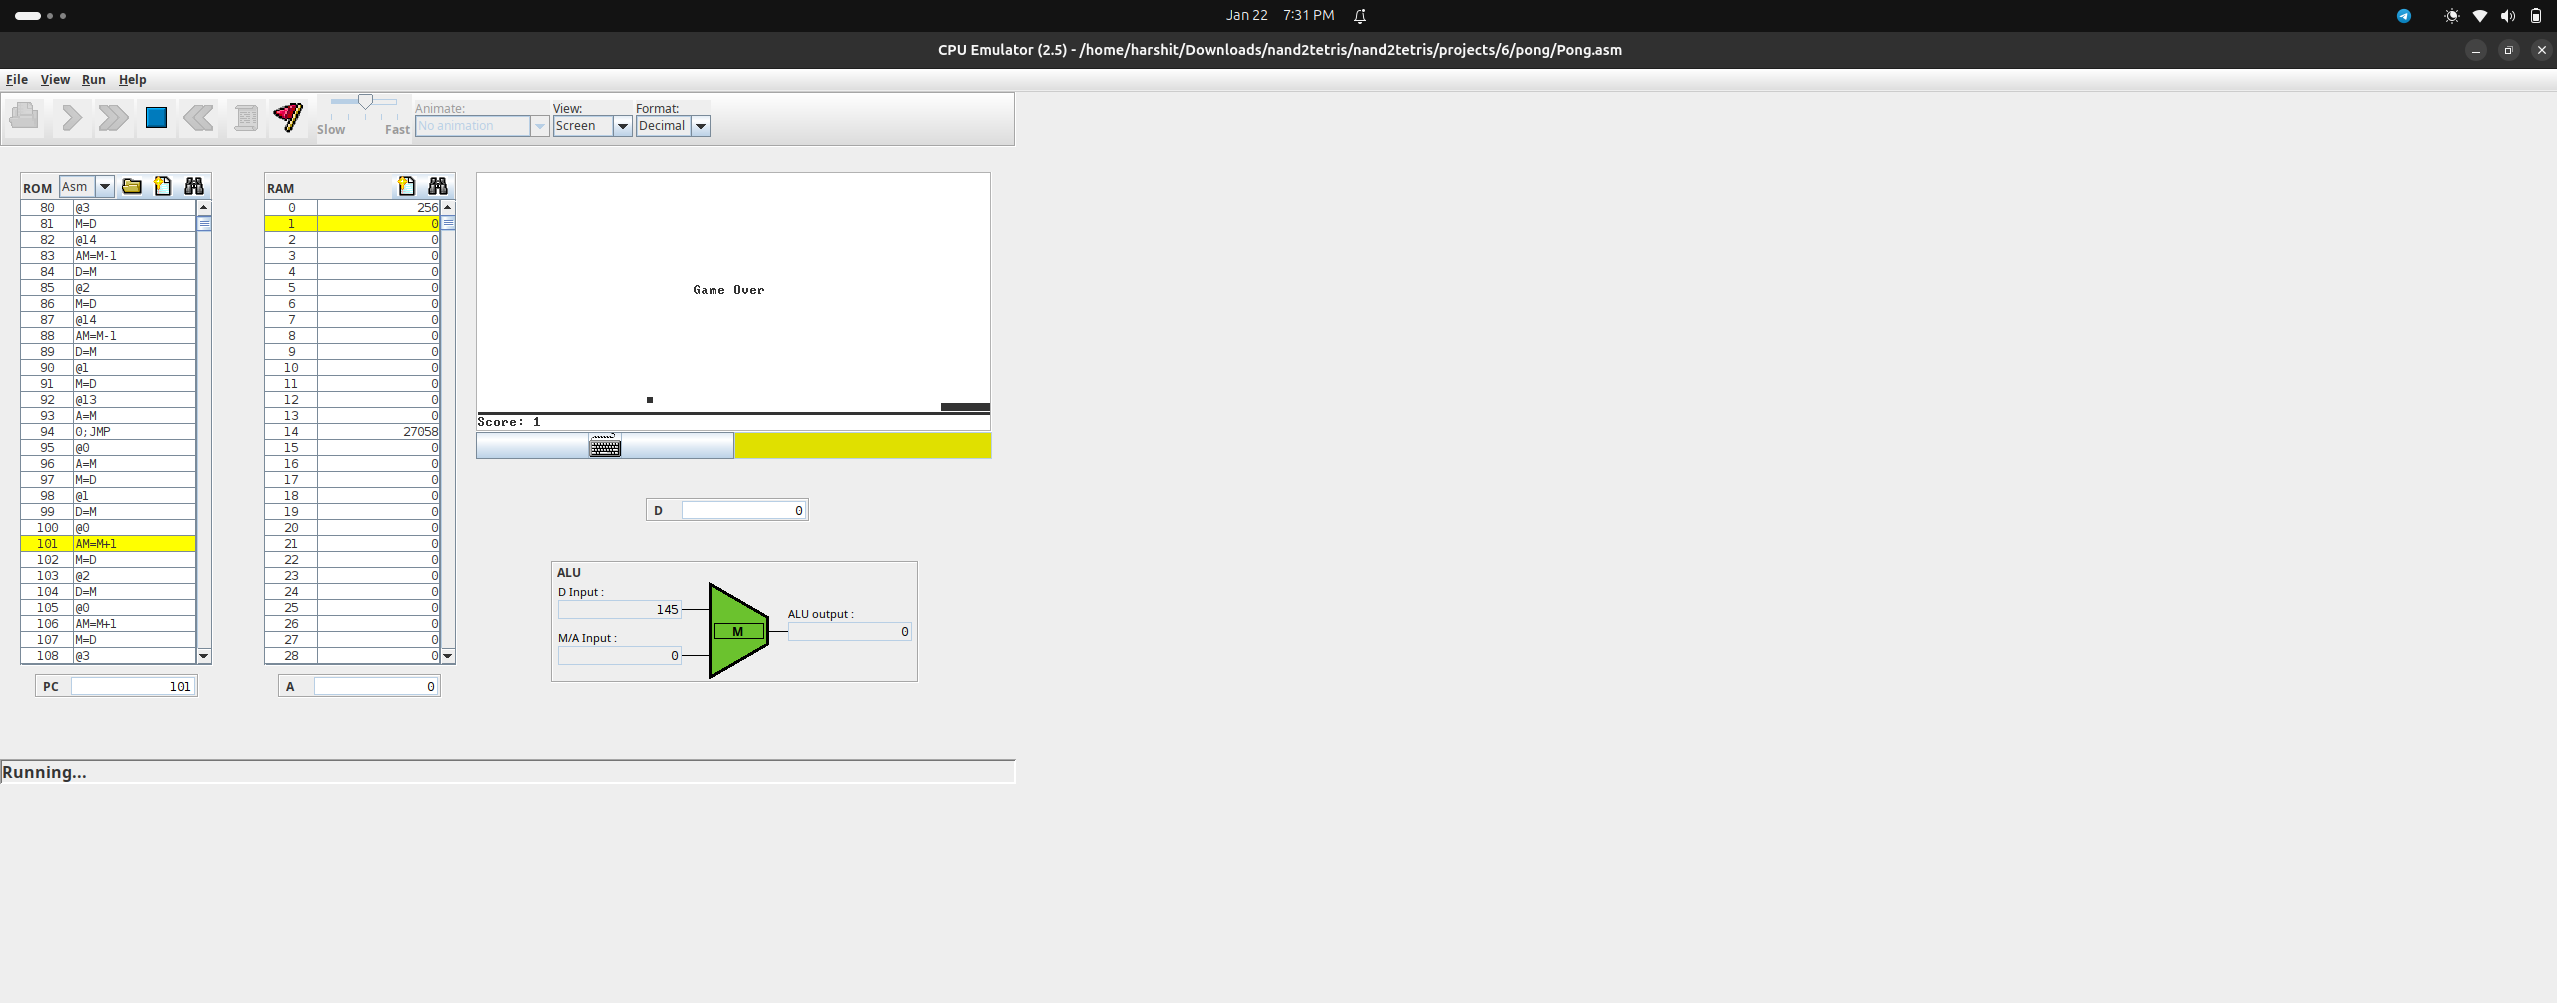 Jan 22 7:31 PM
CPU Emulator (2.5) - /home/harshit/Downloads/nand2tetris/nand2tetris/projects/6/pong/Pong.asm
File View Run Help
Slow Fast
Animate:
No animation
View:
Screen
Format:
Decimal
ROM Asm
80 @3
81 M=D
82 @14
83 AM=M-1
84 D=M
85 @2
86 M=D
87 @14
88 AM=M-1
89 D=M
90 @1
91 M=D
92 @13
93 A=M
94 0;JMP
95 @0
96 A=M
97 M=D
98 @1
99 D=M
100 @0
101 AM=M+1
102 M=D
103 @2
104 D=M
105 @0
106 AM=M+1
107 M=D
108 @3
PC 101
RAM
0 256
1 0
2 0
3 0
4 0
5 0
6 0
7 0
8 0
9 0
10 0
11 0
12 0
13 0
14 27058
15 0
16 0
17 0
18 0
19 0
20 0
21 0
22 0
23 0
24 0
25 0
26 0
27 0
28 0
A 0
Game Over
Score: 1
D 0
ALU
D Input :
145
M/A Input :
0
M
ALU output :
0
Running...